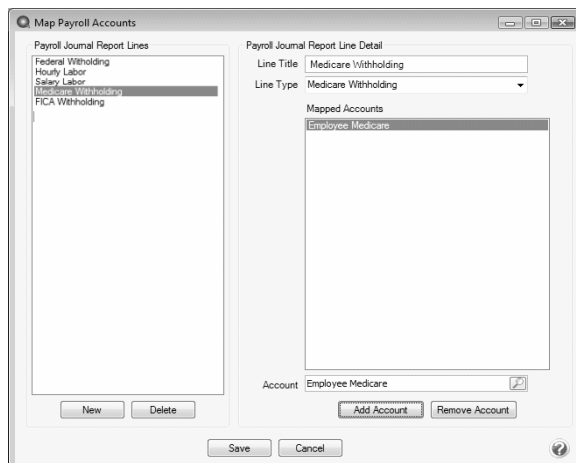 Map Payroll Accounts
Payroll Journal Report Lines
Federal Witholding
Hourly Labor
Salary Labor
Medicare Withholding
FICA Withholding
New
Delete
Payroll Journal Report Line Detail
Line Title
Medicare Withholding
Line Type
Medicare Withholding
Mapped Accounts
Employee Medicare
Account
Employee Medicare
Add Account
Remove Account
Save
Cancel
?